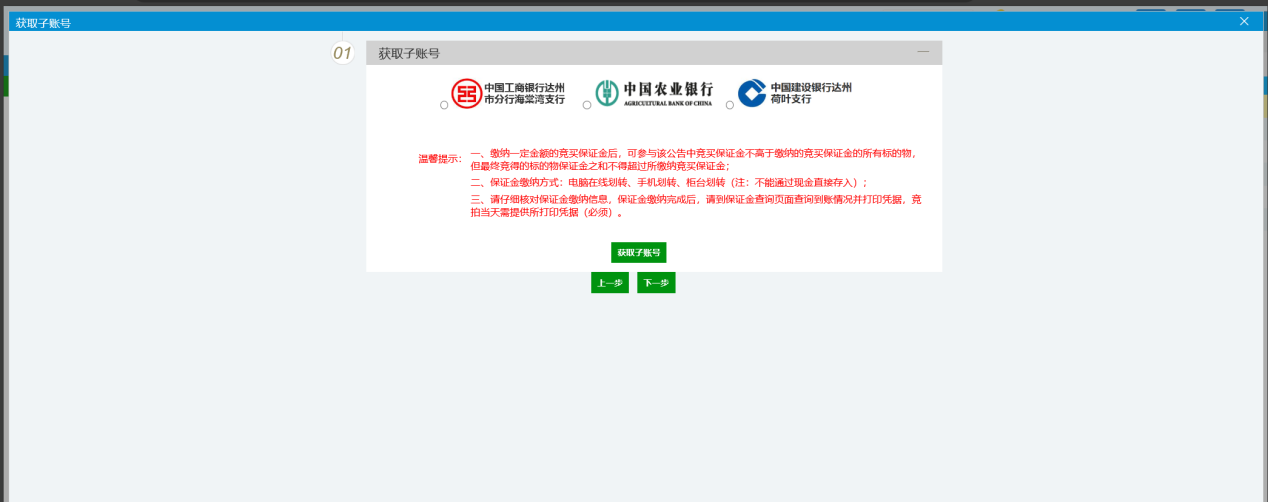 获取子账号
01
获取子账号
中国工商银行达州
市分行海棠湾支行
中国农业银行
AGRICULTURAL BANK OF CHINA
中国建设银行达州
荷叶支行
温馨提示：
一、缴纳一定金额的竞买保证金后，可参与该公告中竞买保证金不高于缴纳的竞买保证金的所有标的物，
但最终竞得的标的物保证金之和不得超过所缴纳竞买保证金；
二、保证金缴纳方式：电脑在线划转、手机划转、柜台划转（注：不能通过现金直接存入）；
三、请仔细核对保证金缴纳信息，保证金缴纳完成后，请到保证金查询页面查询到账情况并打印凭据，竞
拍当天需提供所打印凭据（必须）。
获取子账号
上一步 下一步